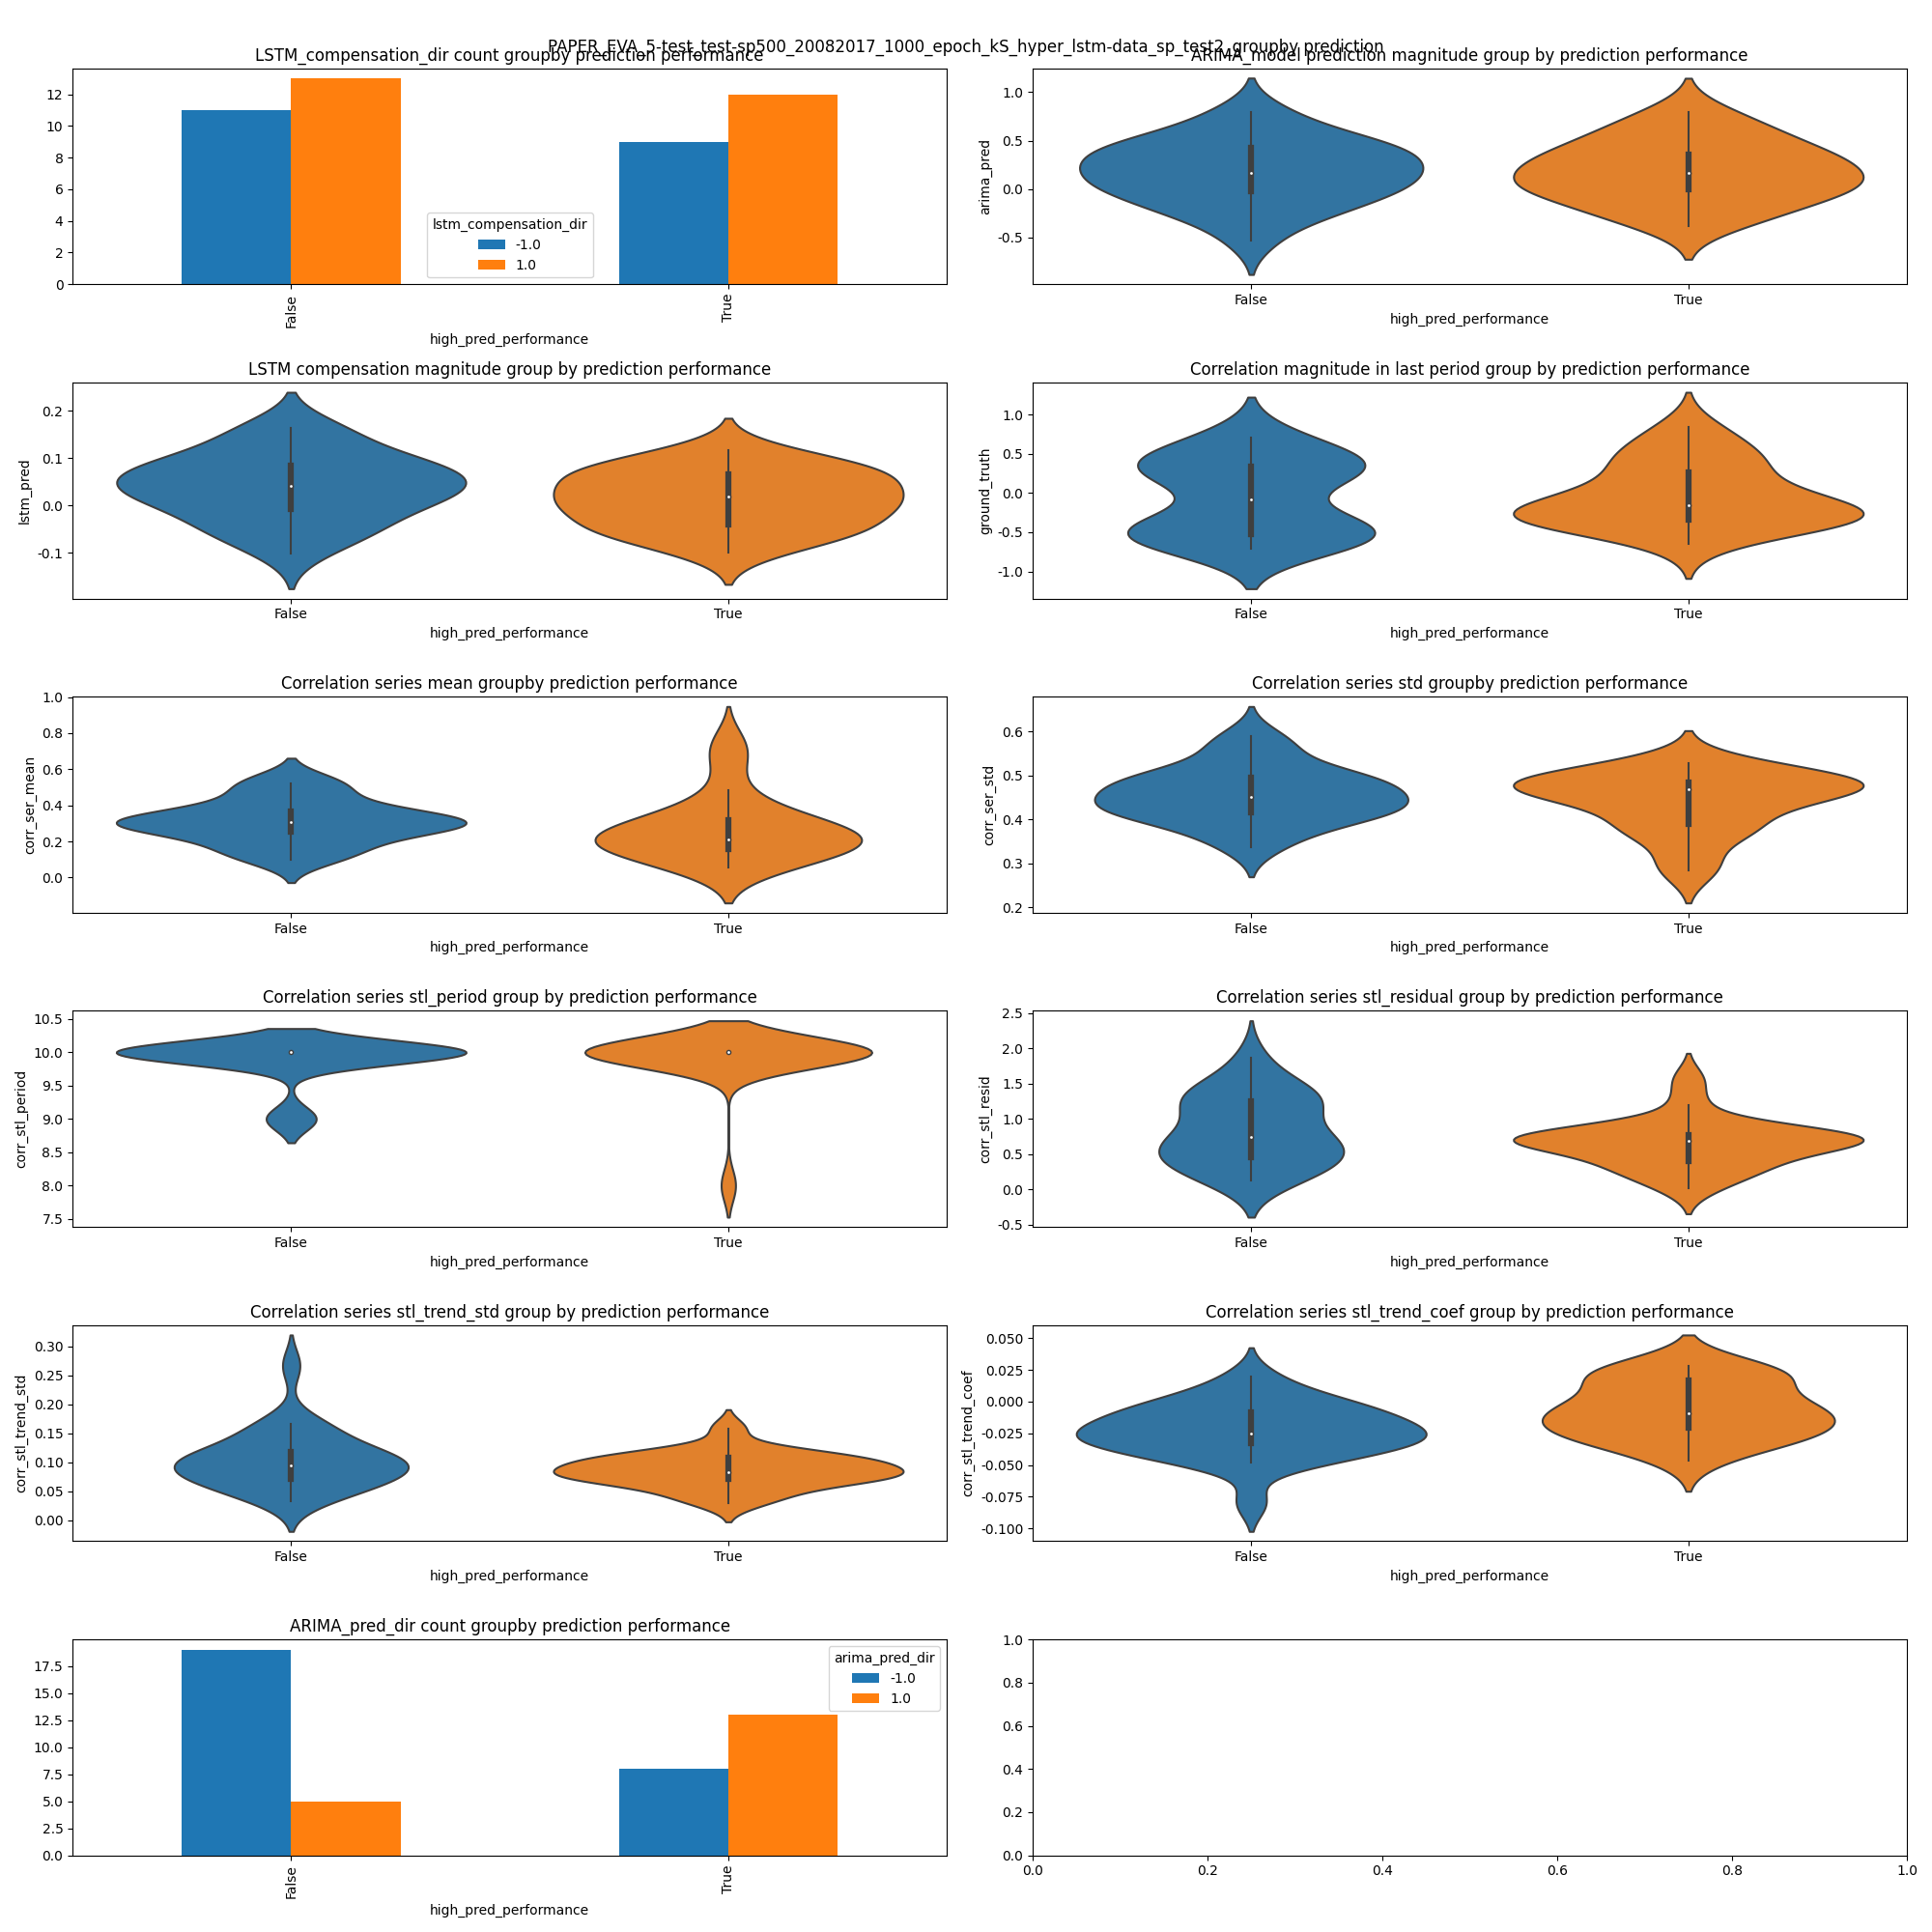 PAPER_EVA_5-test_test-sp500_20082017_1000_epoch_kS_hyper_lstm-data_sp_test2_groupby prediction
LSTM_compensation_dir count groupby prediction performance
12
10
8
6
4
2
0
lstm_compensation_dir
-1.0
1.0
False
True
high_pred_performance
ARIMA_model prediction magnitude group by prediction performance
arima_pred
1.0
0.5
0.0
-0.5
False
True
high_pred_performance
LSTM compensation magnitude group by prediction performance
lstm_pred
0.2
0.1
0.0
-0.1
False
True
high_pred_performance
Correlation magnitude in last period group by prediction performance
ground_truth
1.0
0.5
0.0
-0.5
-1.0
False
True
high_pred_performance
Correlation series mean groupby prediction performance
corr_ser_mean
1.0
0.8
0.6
0.4
0.2
0.0
False
True
high_pred_performance
Correlation series std groupby prediction performance
corr_ser_std
0.6
0.5
0.4
0.3
0.2
False
True
high_pred_performance
Correlation series stl_period group by prediction performance
corr_stl_period
10.5
10.0
9.5
9.0
8.5
8.0
7.5
False
True
high_pred_performance
Correlation series stl_residual group by prediction performance
corr_stl_resid
2.5
2.0
1.5
1.0
0.5
0.0
-0.5
False
True
high_pred_performance
Correlation series stl_trend_std group by prediction performance
corr_stl_trend_std
0.30
0.25
0.20
0.15
0.10
0.05
0.00
False
True
high_pred_performance
Correlation series stl_trend_coef group by prediction performance
corr_stl_trend_coef
0.050
0.025
0.000
-0.025
-0.050
-0.075
-0.100
False
True
high_pred_performance
ARIMA_pred_dir count groupby prediction performance
17.5
15.0
12.5
10.0
7.5
5.0
2.5
0.0
arima_pred_dir
-1.0
1.0
False
True
high_pred_performance
1.0
0.8
0.6
0.4
0.2
0.0
0.0
0.2
0.4
0.6
0.8
1.0